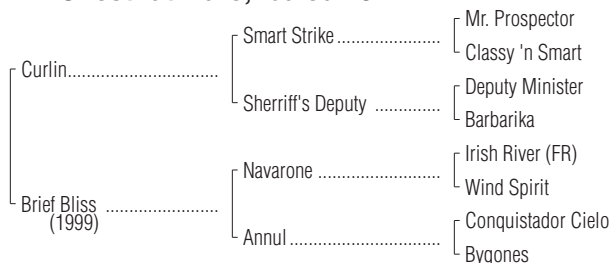 Mr. Prospector
Smart Strike
Classy 'n Smart
Curlin
Deputy Minister
Sherriff's Deputy
Barbarika
Irish River (FR)
Navarone
Wind Spirit
Brief Bliss
(1999)
Conquistador Cielo
Annul
Bygones